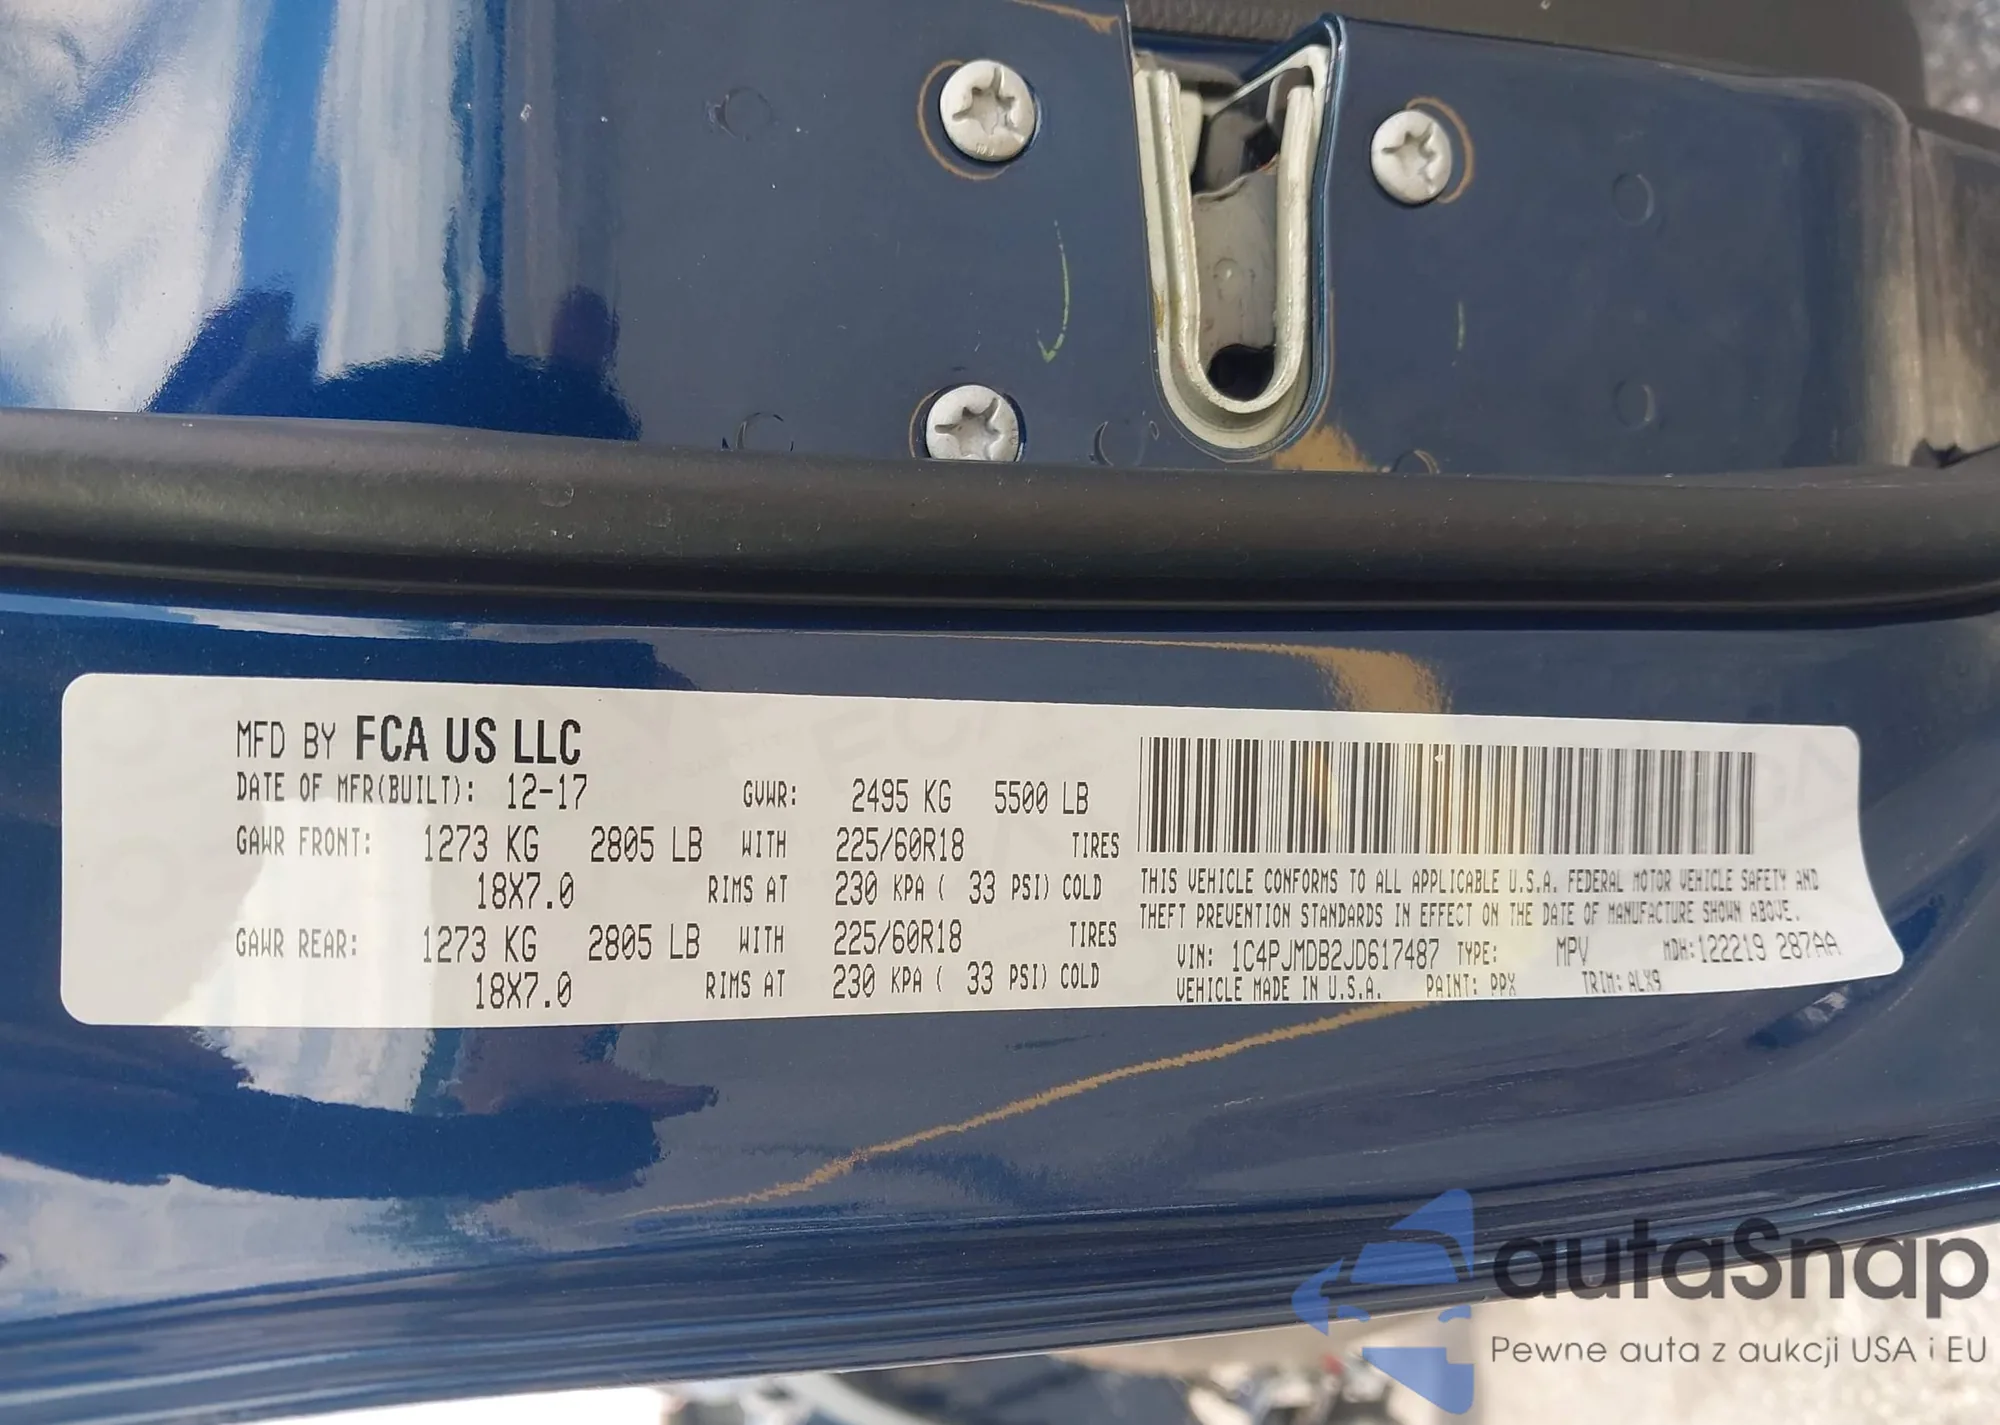 MFD BY FCA US LLC
DATE OF MFR(BUILT): 12-17 GVWR: 2495 KG 5500 LB
GAWR FRONT: 1273 KG 2805 LB WITH 225/60R18 TIRES
18X7.0 RIMS AT 230 KPA ( 33 PSI) COLD
GAWR REAR: 1273 KG 2805 LB WITH 225/60R18 TIRES
18X7.0 RIMS AT 230 KPA ( 33 PSI) COLD
THIS VEHICLE CONFORMS TO ALL APPLICABLE U.S.A. FEDERAL MOTOR VEHICLE SAFETY AND
THEFT PREVENTION STANDARDS IN EFFECT ON THE DATE OF MANUFACTURE SHOWN ABOVE.
VIN: 1C4PJMDB2JD617487 TYPE: MPV MDH: 122219 287AA
VEHICLE MADE IN U.S.A. PAINT: PPX TRIM: ALX9
autaSnap
Pewne auta z aukcji USA i EU